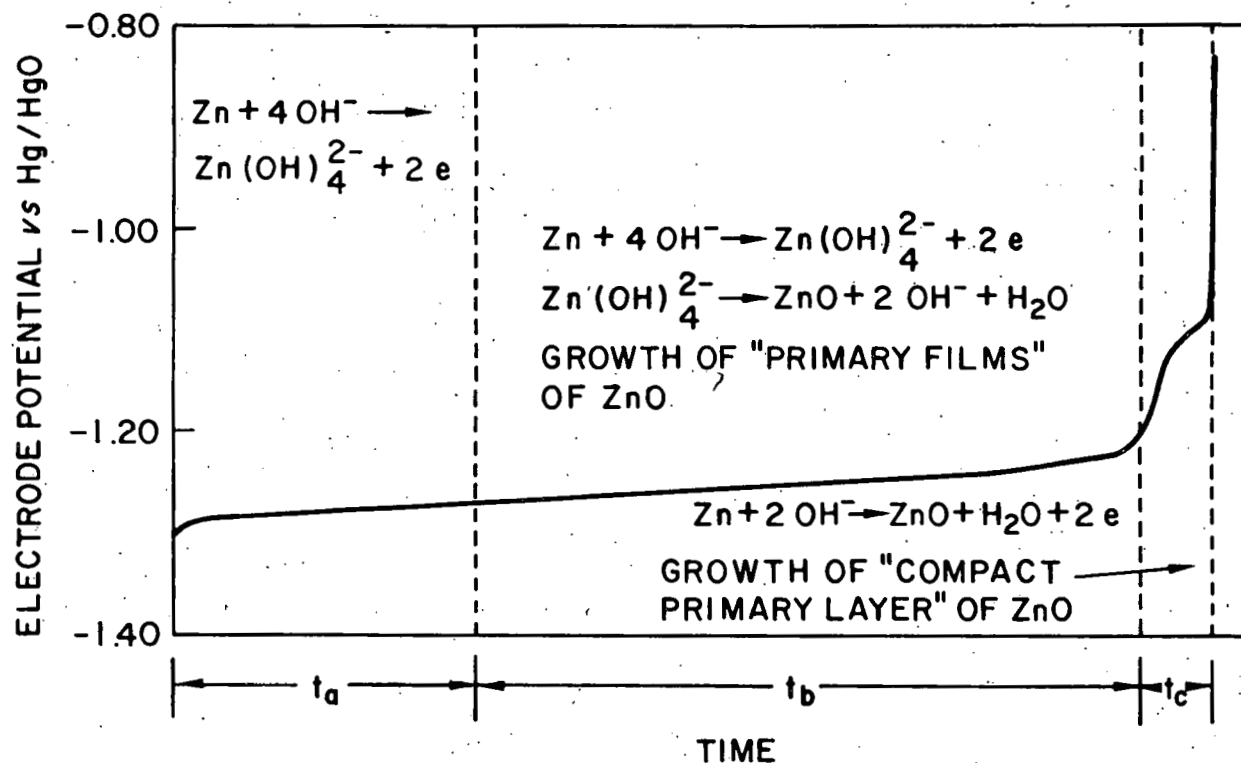 ELECTRODE POTENTIAL vs Hg/HgO
-0.80
-1.00
-1.20
-1.40
Zn + 4 OH⁻ →
Zn(OH)₄²⁻ + 2 e
Zn + 4 OH⁻ → Zn(OH)₄²⁻ + 2 e
Zn(OH)₄²⁻ → ZnO + 2 OH⁻ + H₂O
GROWTH OF "PRIMARY FILMS"
OF ZnO
Zn + 2 OH⁻ → ZnO + H₂O + 2 e
GROWTH OF "COMPACT
PRIMARY LAYER" OF ZnO
tₐ
t_b
t_c
TIME